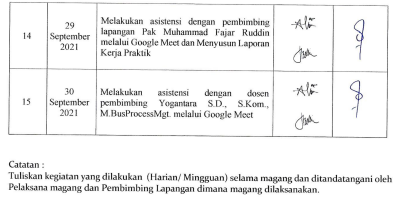 14
29
September
2021
Melakukan asistensi dengan pembimbing
lapangan Pak Muhammad Fajar Ruddin
melalui Google Meet dan Menyusun Laporan
Kerja Praktik
15
30
September
2021
Melakukan asistensi dengan dosen
pembimbing Yogantara S.D., S.Kom.,
M.BusProcessMgt. melalui Google Meet
Catatan :
Tuliskan kegiatan yang dilakukan (Harian/ Mingguan) selama magang dan ditandatangani oleh
Pelaksana magang dan Pembimbing Lapangan dimana magang dilaksanakan.